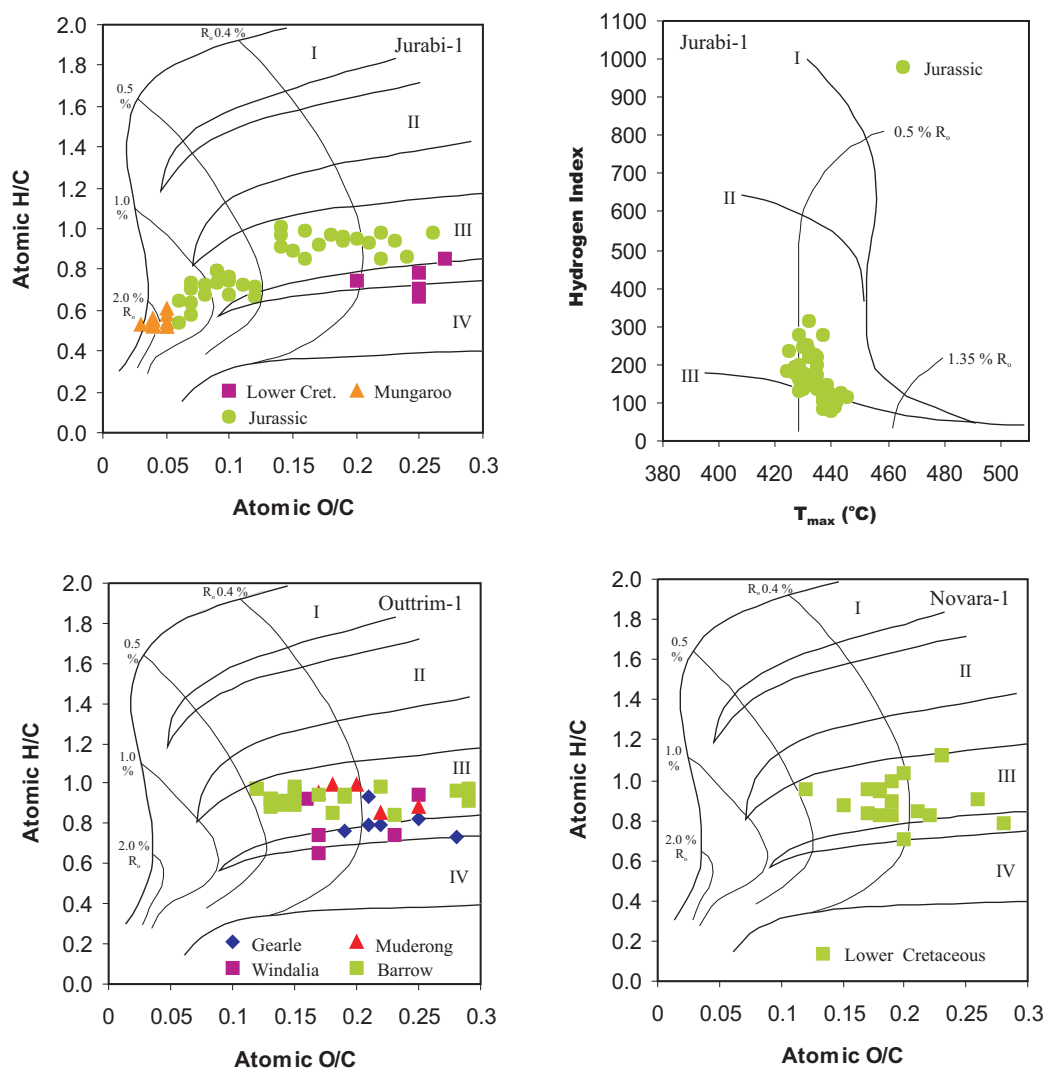 Jurabi-1
2.0
1.8
1.6
1.4
1.2
1.0
0.8
0.6
0.4
0.2
0.0
Atomic H/C
Rₒ 0.4 %
0.5
%
1.0
%
2.0 %
Rₒ
I
II
III
IV
Lower Cret.
Mungaroo
Jurassic
0
0.05
0.1
0.15
0.2
0.25
0.3
Atomic O/C
Jurabi-1
1100
1000
900
800
700
600
500
400
300
200
100
0
Hydrogen Index
I
II
III
Jurassic
0.5 % Rₒ
1.35 % Rₒ
380
400
420
440
460
480
500
Tmax (°C)
Outtrim-1
2.0
1.8
1.6
1.4
1.2
1.0
0.8
0.6
0.4
0.2
0.0
Atomic H/C
Rₒ 0.4 %
0.5
%
1.0
%
2.0 %
Rₒ
I
II
III
IV
Gearle
Muderong
Windalia
Barrow
0
0.05
0.1
0.15
0.2
0.25
0.3
Atomic O/C
Novara-1
2.0
1.8
1.6
1.4
1.2
1.0
0.8
0.6
0.4
0.2
0.0
Atomic H/C
Rₒ 0.4 %
0.5
%
1.0
%
2.0 %
Rₒ
I
II
III
IV
Lower Cretaceous
0
0.05
0.1
0.15
0.2
0.25
0.3
Atomic O/C